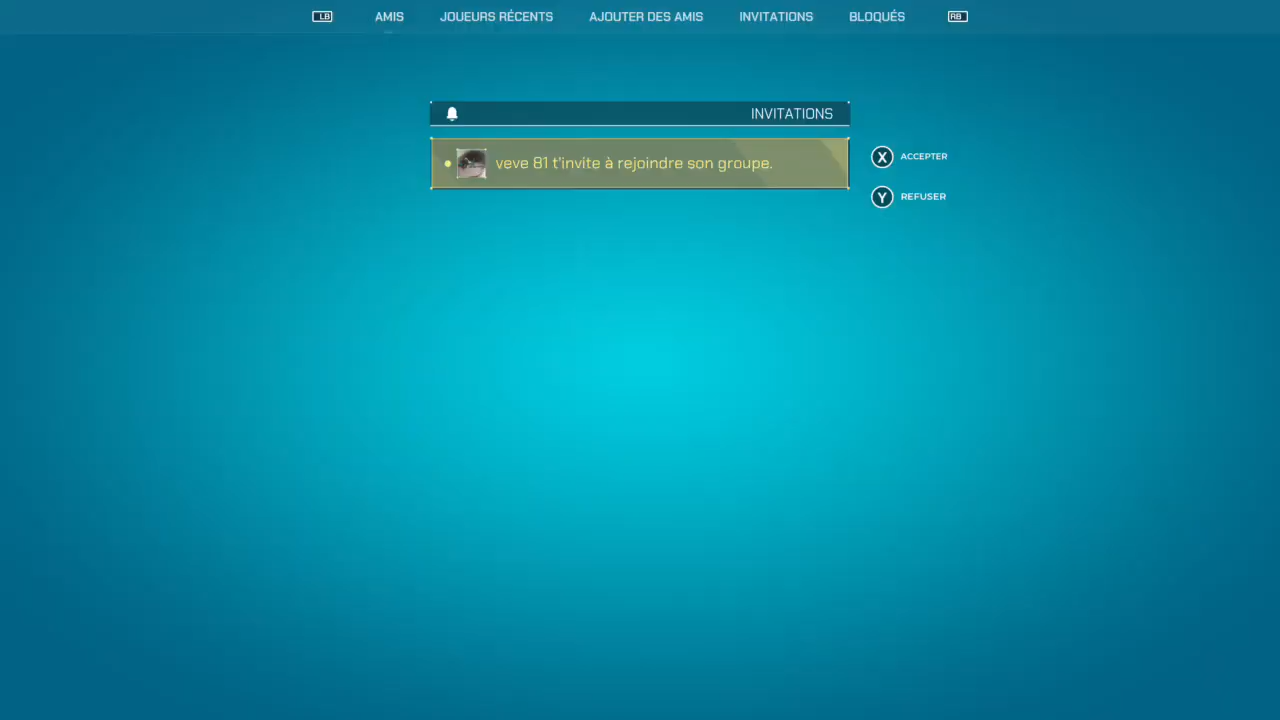 LB AMIS JOUEURS RÉCENTS AJOUTER DES AMIS INVITATIONS BLOQUÉS RB
INVITATIONS
veve 81 t'invite à rejoindre son groupe.
X ACCEPTER
Y REFUSER